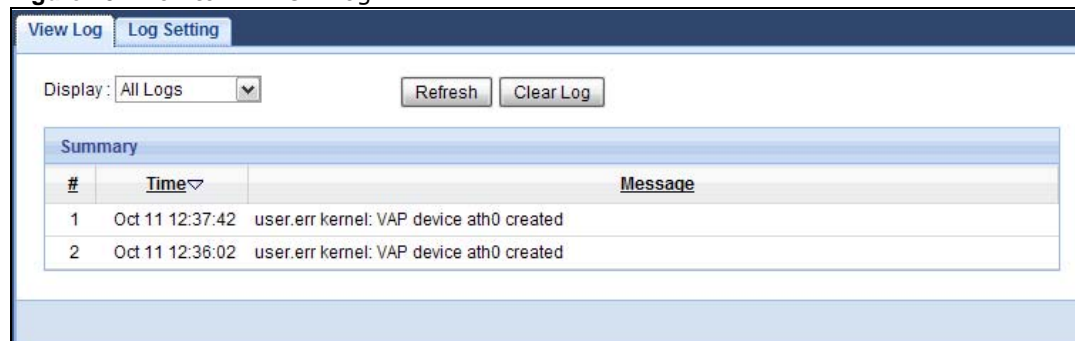 View Log Log Setting
Display : All Logs Refresh Clear Log
Summary
# Time Message
1 Oct 11 12:37:42 user.err kernel: VAP device ath0 created
2 Oct 11 12:36:02 user.err kernel: VAP device ath0 created